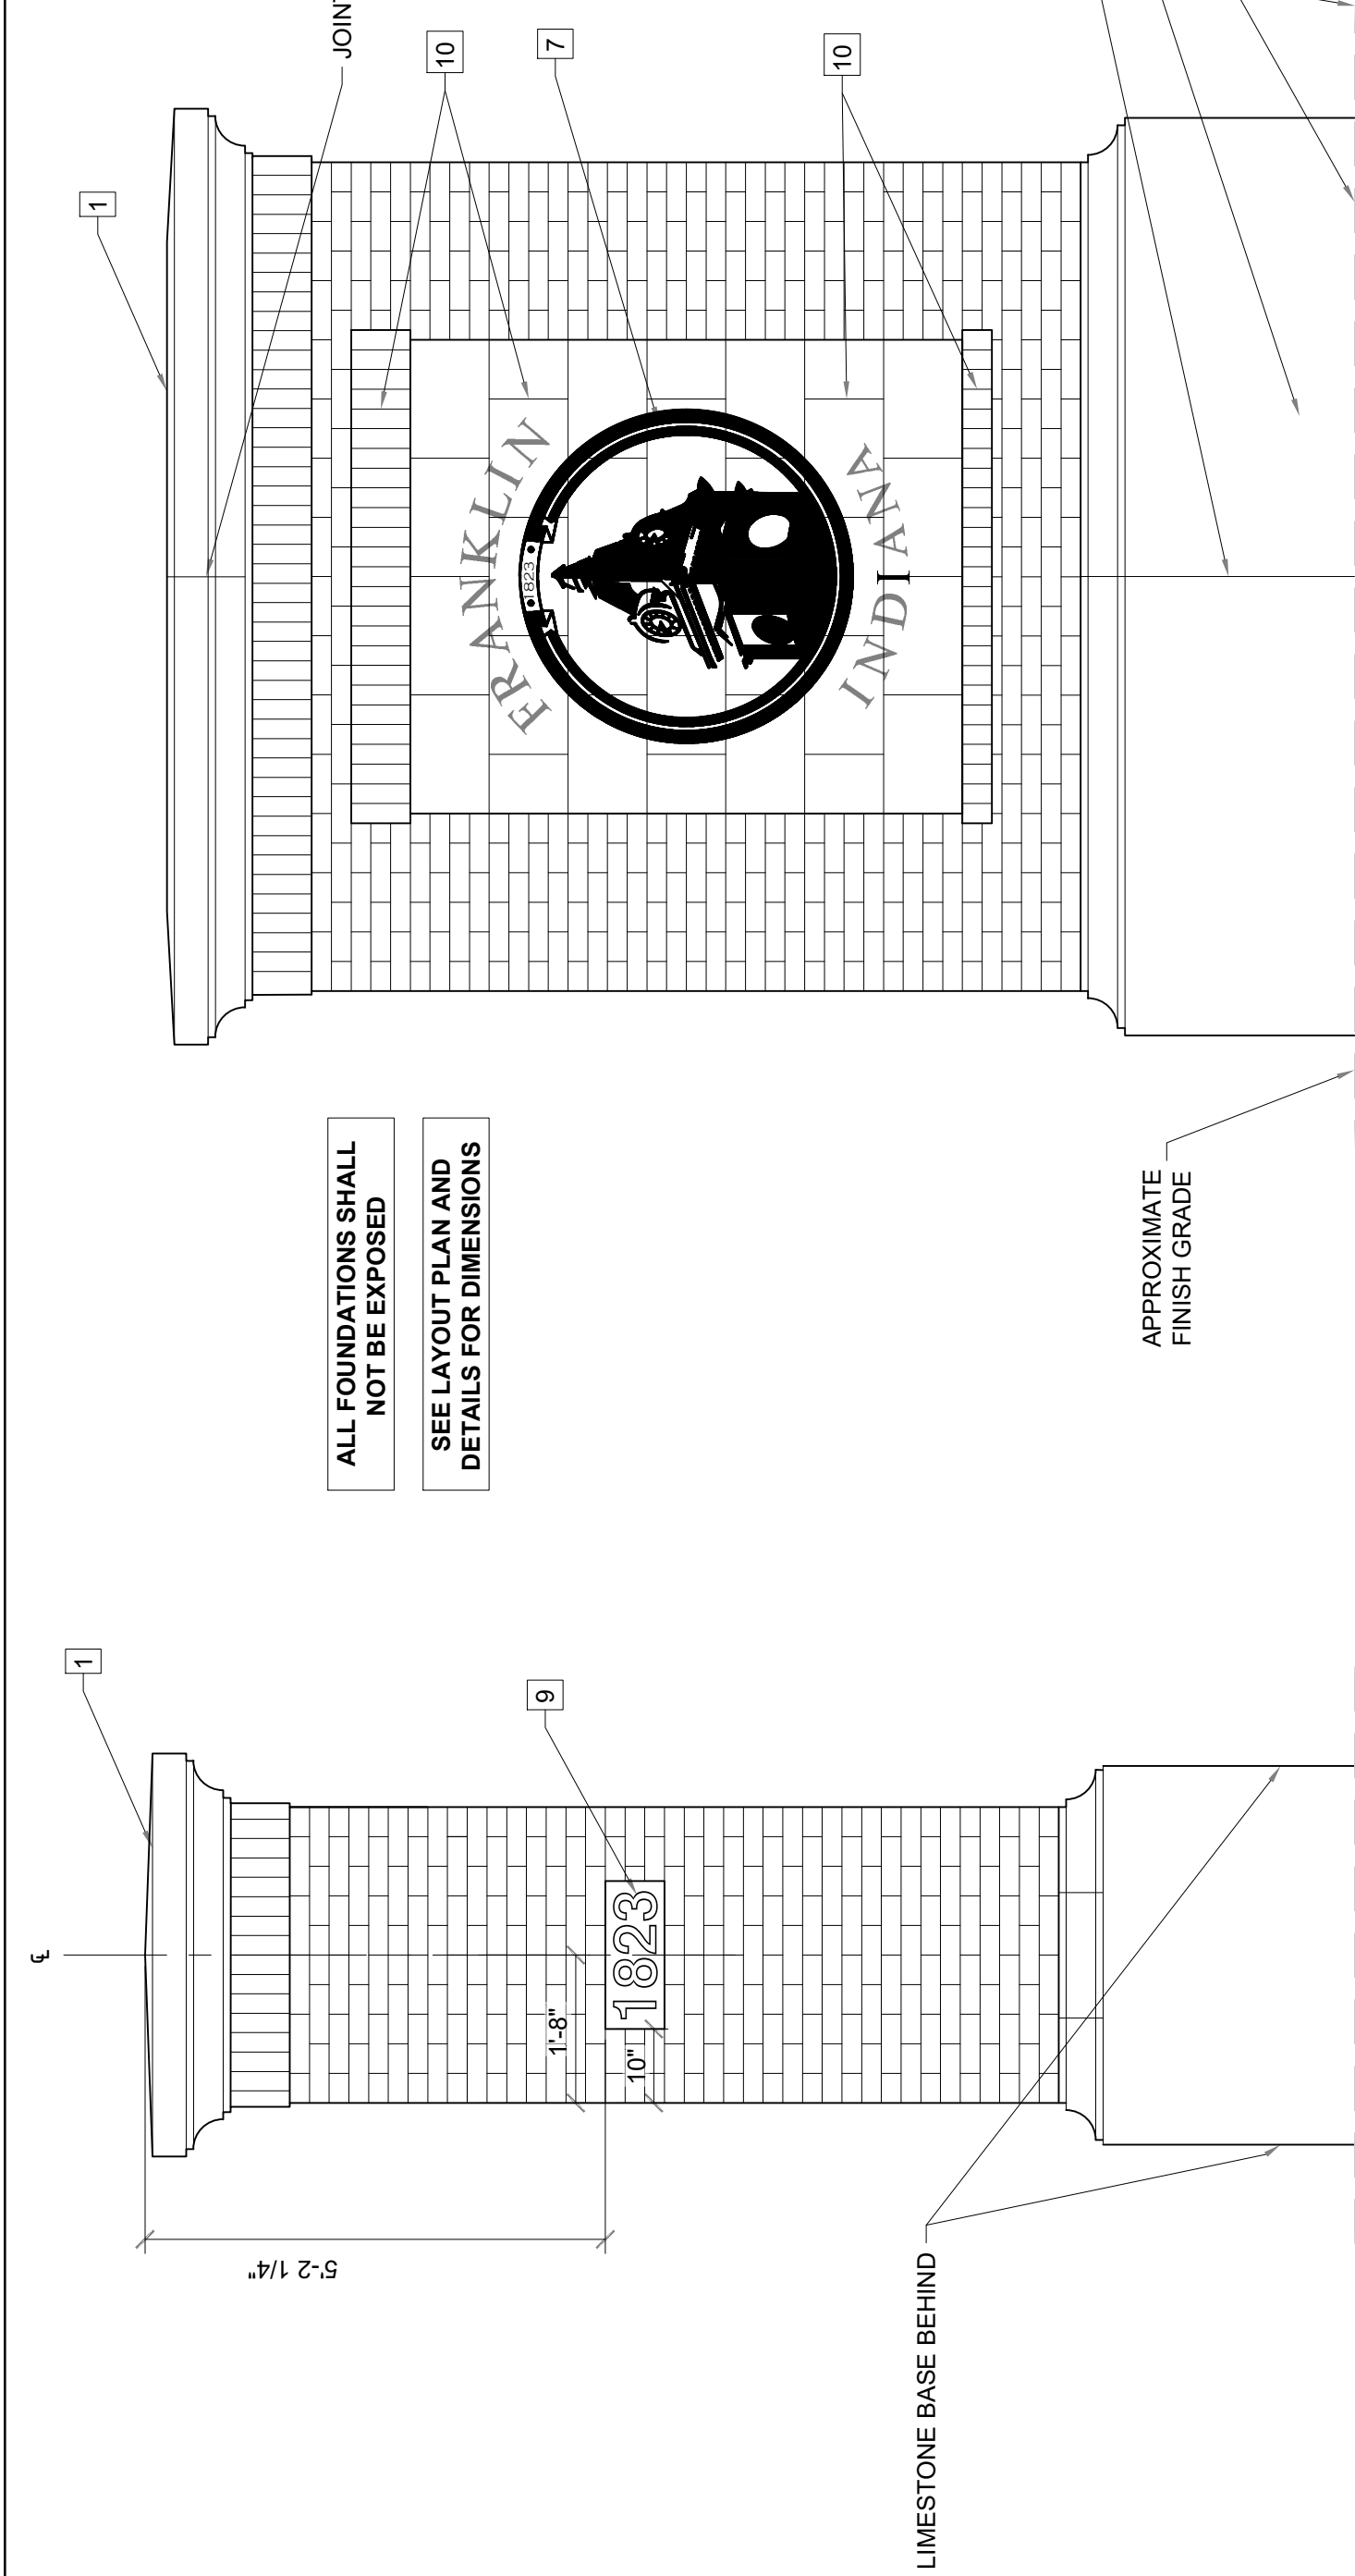 ℄
1
5'-2 1/4"
9
1'-8"
10"
1823
LIMESTONE BASE BEHIND
ALL FOUNDATIONS SHALL
NOT BE EXPOSED
SEE LAYOUT PLAN AND
DETAILS FOR DIMENSIONS
APPROXIMATE
FINISH GRADE
1
JOINT
10
7
10
FRANKLIN
• 1823 •
INDIANA